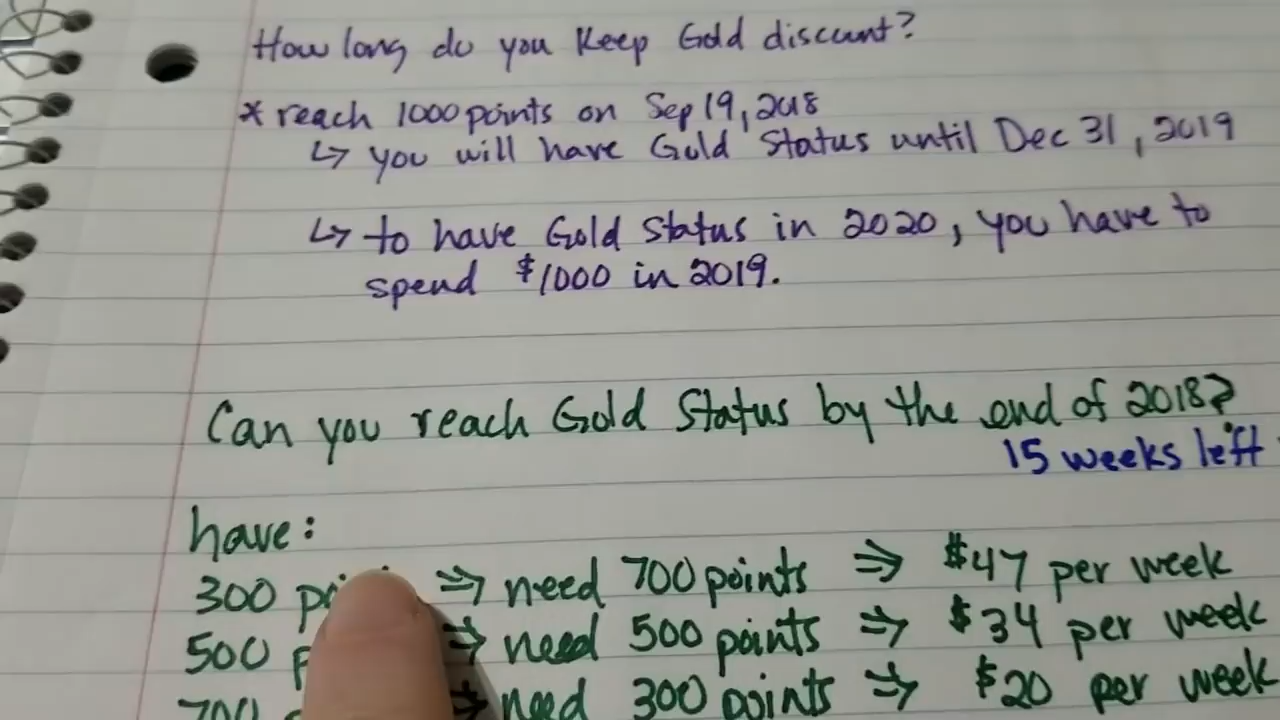 How long do you Keep Gold discount?
* reach 1000 points on Sep 19, 2018
↳ you will have Gold Status until Dec 31, 2019
↳ to have Gold Status in 2020, you have to
spend $1000 in 2019.
Can you reach Gold Status by the end of 2018?
15 weeks left
have:
300 ⇒ need 700 points ⇒ $47 per week
500 ⇒ need 500 points ⇒ $34 per week
700 ⇒ need 300 points ⇒ $20 per week